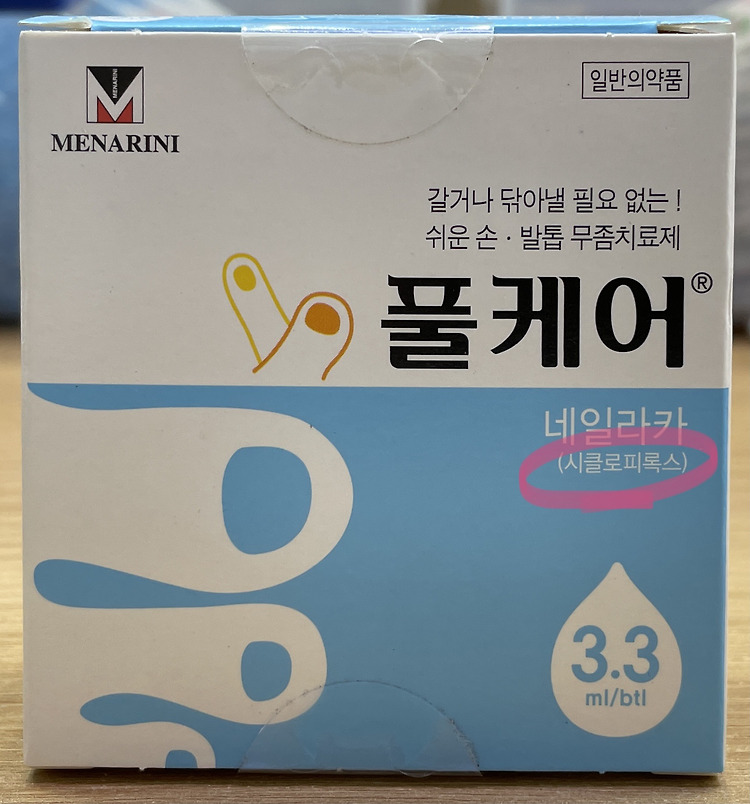 MENARINI
MENARINI
일반의약품
갈거나 닦아낼 필요 없는 !
쉬운 손 · 발톱 무좀치료제
풀케어®
네일라카
(시클로피록스)
3.3
ml/btl